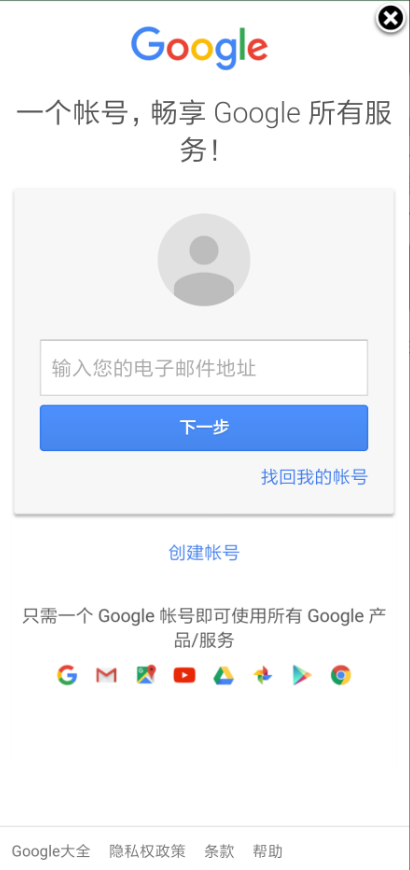 Google
一个帐号，畅享 Google 所有服
务！
输入您的电子邮件地址
下一步
找回我的帐号
创建帐号
只需一个 Google 帐号即可使用所有 Google 产
品/服务
Google大全 隐私权政策 条款 帮助